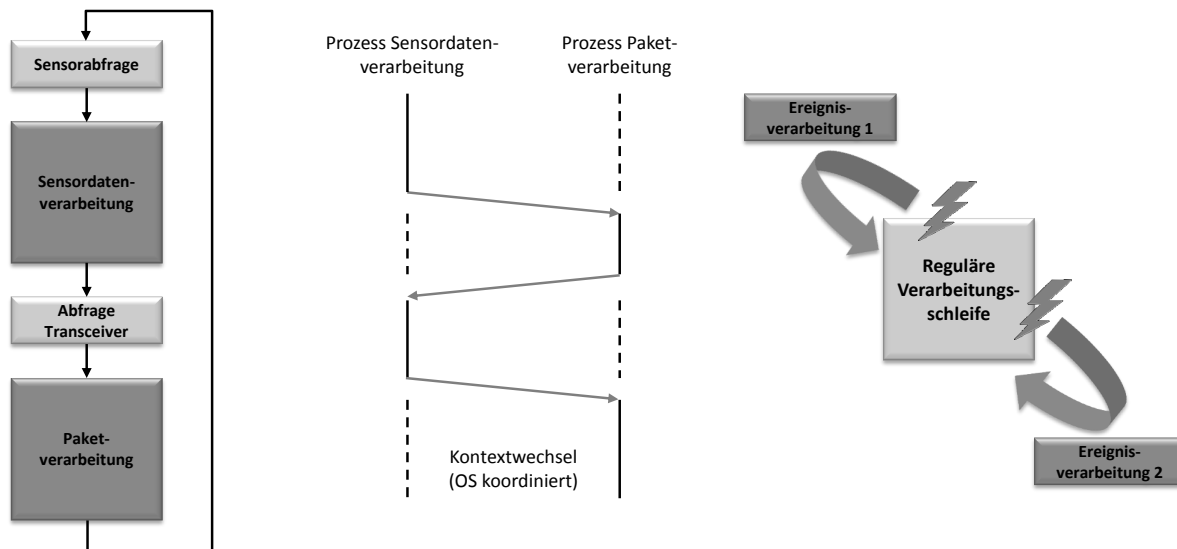 Sensorabfrage
Sensordaten-
verarbeitung
Abfrage
Transceiver
Paket-
verarbeitung
Prozess Sensordaten-
verarbeitung
Prozess Paket-
verarbeitung
Kontextwechsel
(OS koordiniert)
Ereignis-
verarbeitung 1
Reguläre
Verarbeitungs-
schleife
Ereignis-
verarbeitung 2